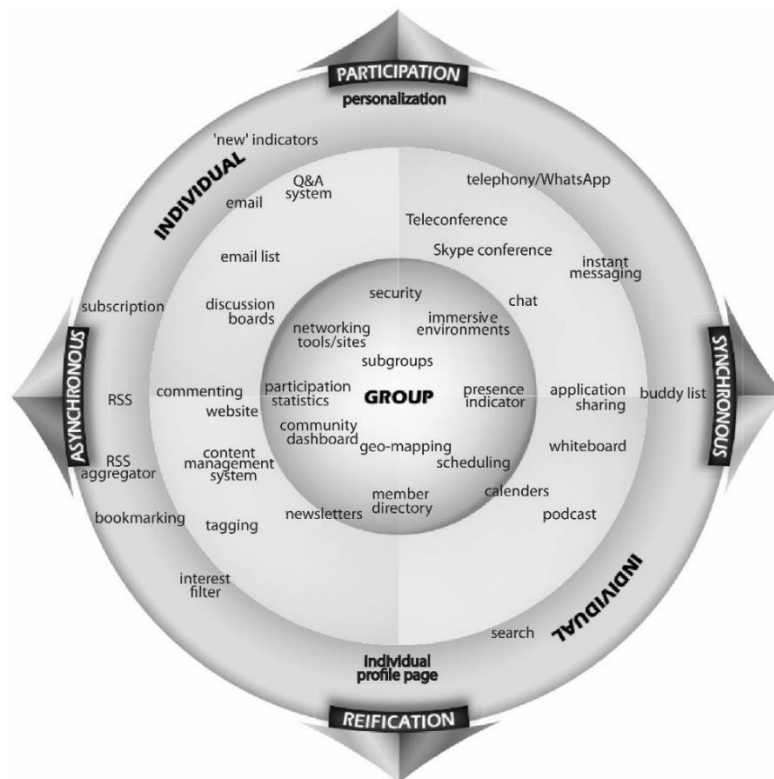 PARTICIPATION
personalization
'new' indicators
INDIVIDUAL
Q&A
system
telephony/WhatsApp
email
Teleconference
email list
Skype conference
instant
messaging
subscription
discussion
boards
security
chat
networking
tools/sites
immersive
environments
subgroups
ASYNCHRONOUS
RSS
commenting
website
participation
statistics
GROUP
presence
indicator
application
sharing
buddy list
SYNCHRONOUS
community
dashboard
geo-mapping
scheduling
whiteboard
RSS
aggregator
content
management
system
bookmarking
tagging
newsletters
member
directory
calenders
podcast
interest
filter
INDIVIDUAL
search
Individual
profile page
REIFICATION